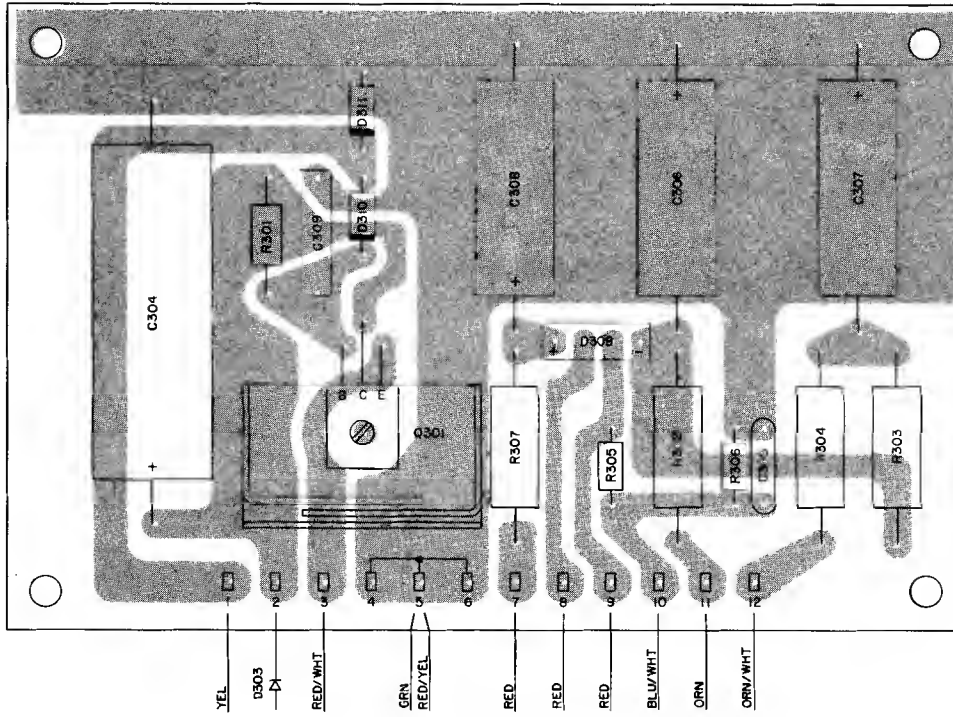 D311
C304
R301
C309
D310
C308
+
C306
+
C307
+
+
D308
-
B C E
Q301
R307
R305
R306
R304
R303
1 2 3 4 5 6 7 8 9 10 11 12
YEL
D303
RED/WHT
GRN
RED/YEL
RED
RED
RED
BLU/WHT
ORN
ORN/WHT
+